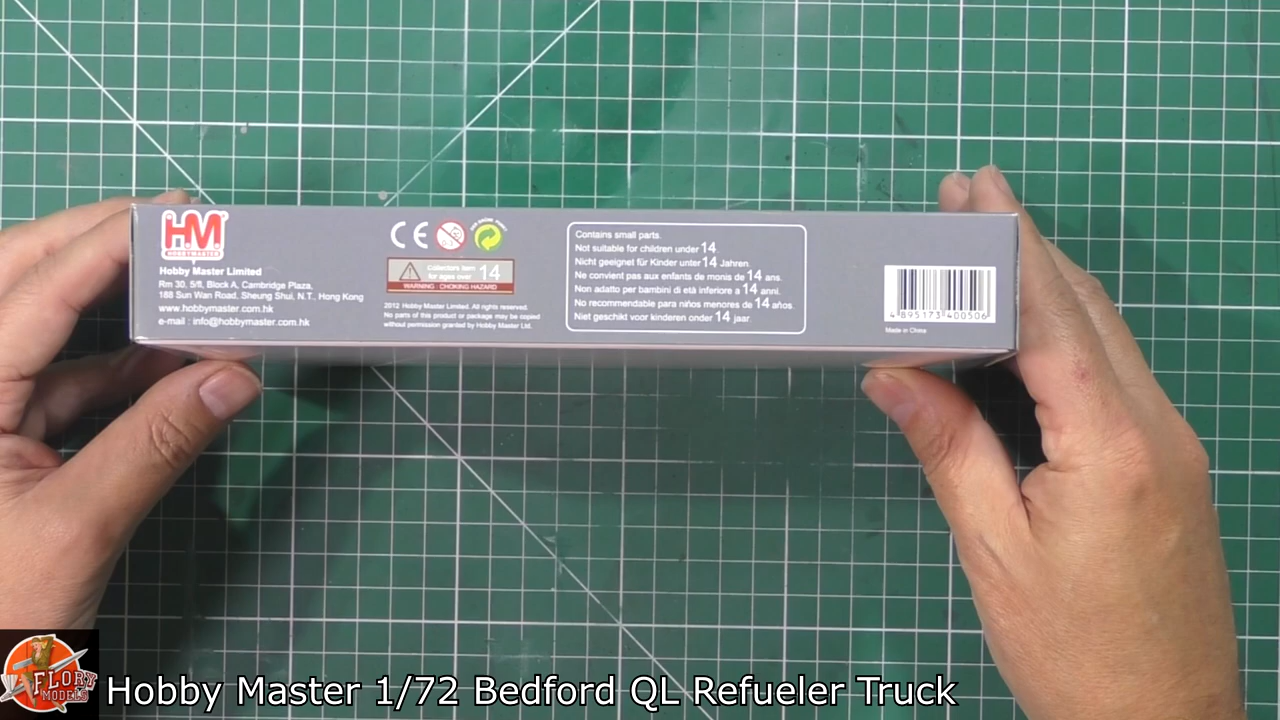 H.M.
HOBBYMASTER
Hobby Master Limited
Rm 30, 5/fl, Block A, Cambridge Plaza,
188 Sun Wan Road, Sheung Shui, N.T., Hong Kong
www.hobbymaster.com.hk
e-mail : info@hobbymaster.com.hk
CE
0-3
Collectors item
for ages over 14
WARNING CHOKING HAZARD
2012 Hobby Master Limited. All rights reserved.
No parts of this product or package may be copied
without permission granted by Hobby Master Ltd.
Contains small parts.
Not suitable for children under 14.
Nicht geeignet für Kinder unter 14 Jahren.
Ne convient pas aux enfants de monis de 14 ans.
Non adatto per bambini di età inferiore a 14 anni.
No recommendable para niños menores de 14 años.
Niet geschikt voor kinderen onder 14 jaar.
4 895173 400506
Made in China
FLORY
MODELS
Hobby Master 1/72 Bedford QL Refueler Truck